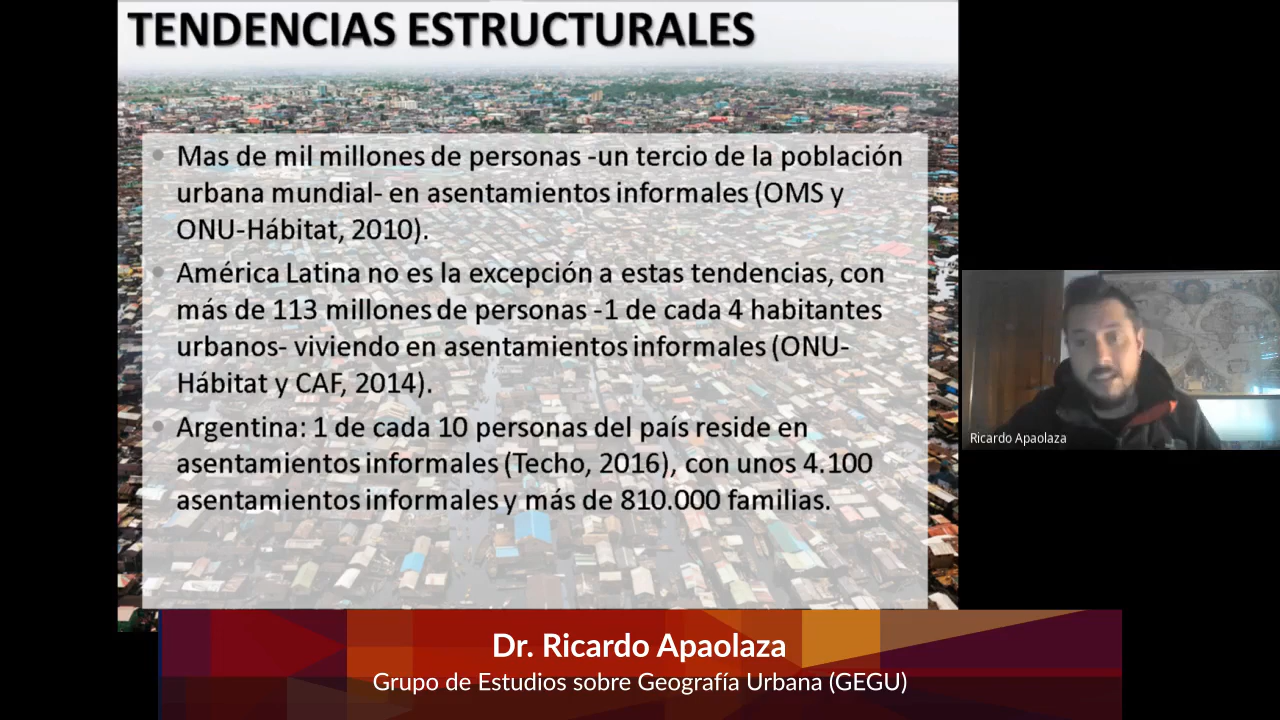 TENDENCIAS ESTRUCTURALES
Mas de mil millones de personas -un tercio de la población
urbana mundial- en asentamientos informales (OMS y
ONU-Hábitat, 2010).
América Latina no es la excepción a estas tendencias, con
más de 113 millones de personas -1 de cada 4 habitantes
urbanos- viviendo en asentamientos informales (ONU-
Hábitat y CAF, 2014).
Argentina: 1 de cada 10 personas del país reside en
asentamientos informales (Techo, 2016), con unos 4.100
asentamientos informales y más de 810.000 familias.
Ricardo Apaolaza
Dr. Ricardo Apaolaza
Grupo de Estudios sobre Geografía Urbana (GEGU)